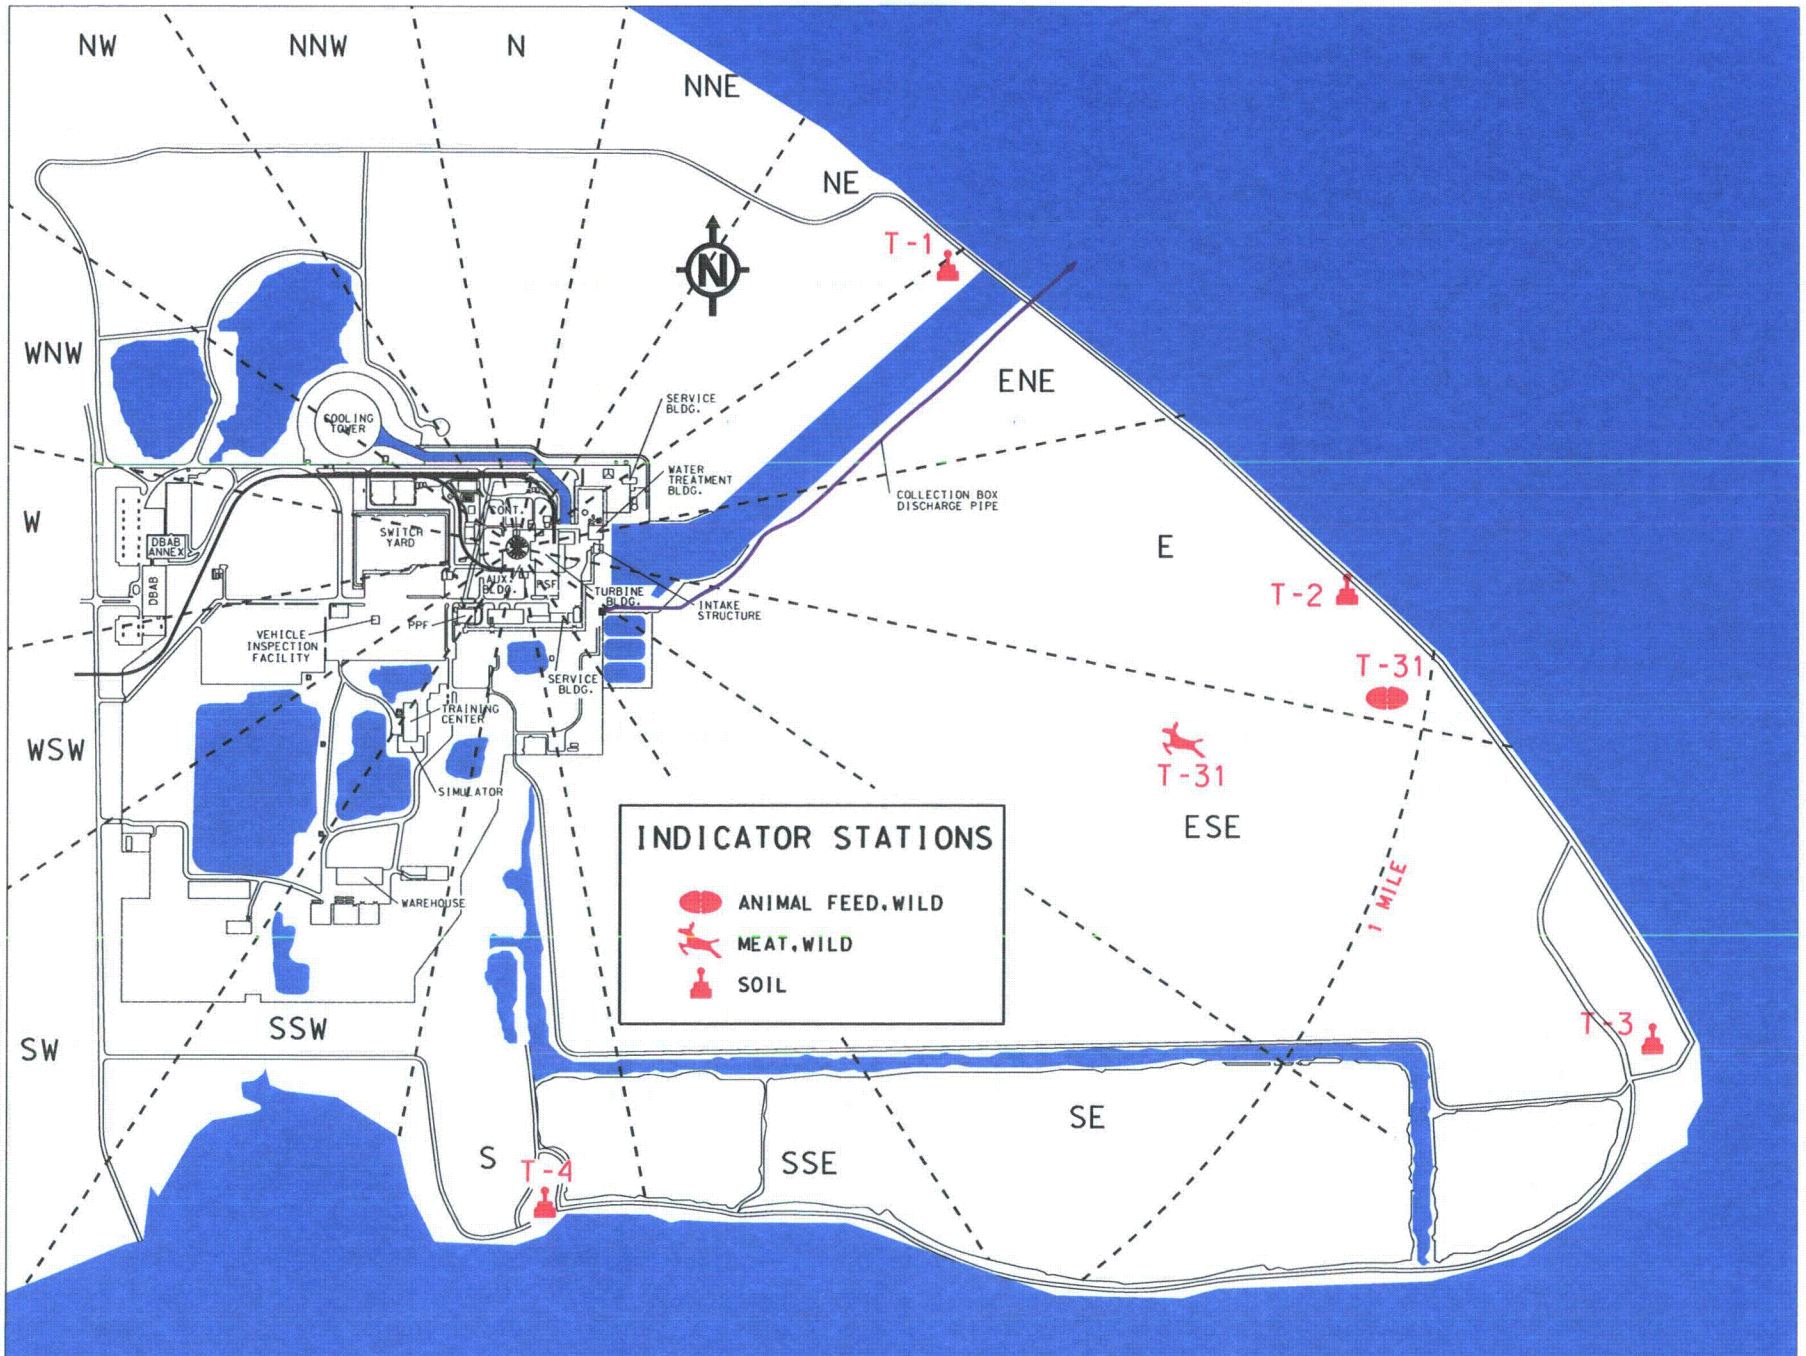 NW
NNW
N
NNE
NE
T-1
N
WNW
ENE
COOLING
TOWER
SERVICE
BLDG.
WATER
TREATMENT
BLDG.
COLLECTION BOX
DISCHARGE PIPE
CONT.
W
SWITCH
YARD
DBAB
ANNEX
E
DBAB
AUX.
BLDG.
TURBINE
BLDG.
INTAKE
STRUCTURE
T-2
PPF
VEHICLE
INSPECTION
FACILITY
SERVICE
BLDG.
T-31
TRAINING
CENTER
WSW
T-31
SIMULATOR
ESE
INDICATOR STATIONS
ANIMAL FEED,WILD
MEAT,WILD
SOIL
1 MILE
WAREHOUSE
SSW
SW
T-3
SE
S
SSE
T-4